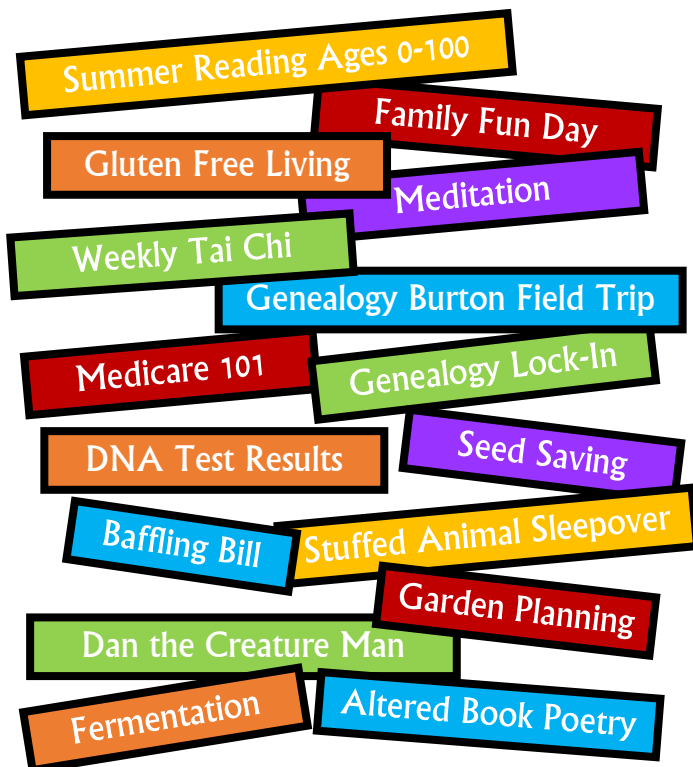 Summer Reading Ages 0-100
Family Fun Day
Gluten Free Living
Meditation
Weekly Tai Chi
Genealogy Burton Field Trip
Medicare 101
Genealogy Lock-In
DNA Test Results
Seed Saving
Baffling Bill
Stuffed Animal Sleepover
Garden Planning
Dan the Creature Man
Fermentation
Altered Book Poetry